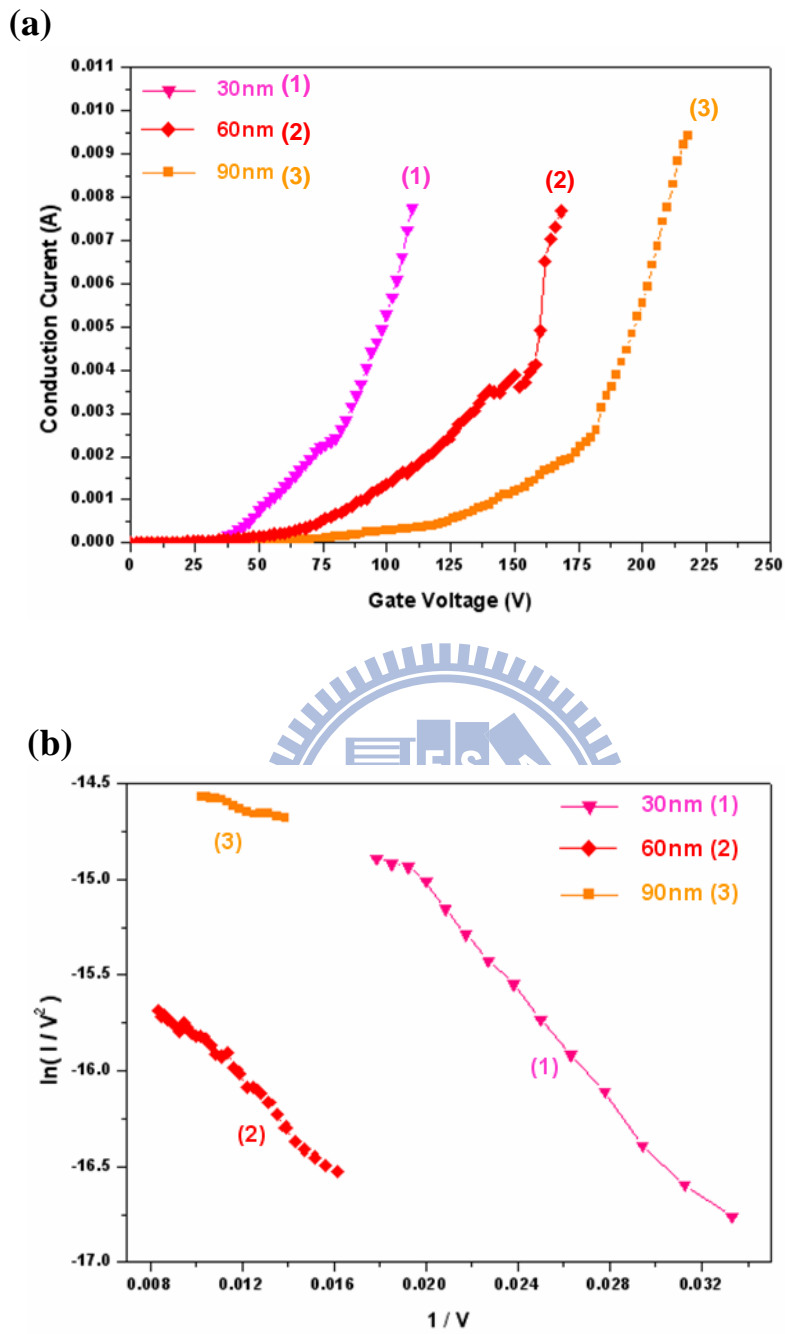 (a)
0.011
0.010
0.009
0.008
0.007
0.006
0.005
0.004
0.003
0.002
0.001
0.000
Conduction Curent (A)
30nm (1)
60nm (2)
90nm (3)
(1)
(2)
(3)
0 25 50 75 100 125 150 175 200 225 250
Gate Voltage (V)
(b)
-14.5
-15.0
-15.5
-16.0
-16.5
-17.0
ln( I / V²)
30nm (1)
60nm (2)
90nm (3)
(3)
(2)
(1)
0.008 0.012 0.016 0.020 0.024 0.028 0.032
1 / V